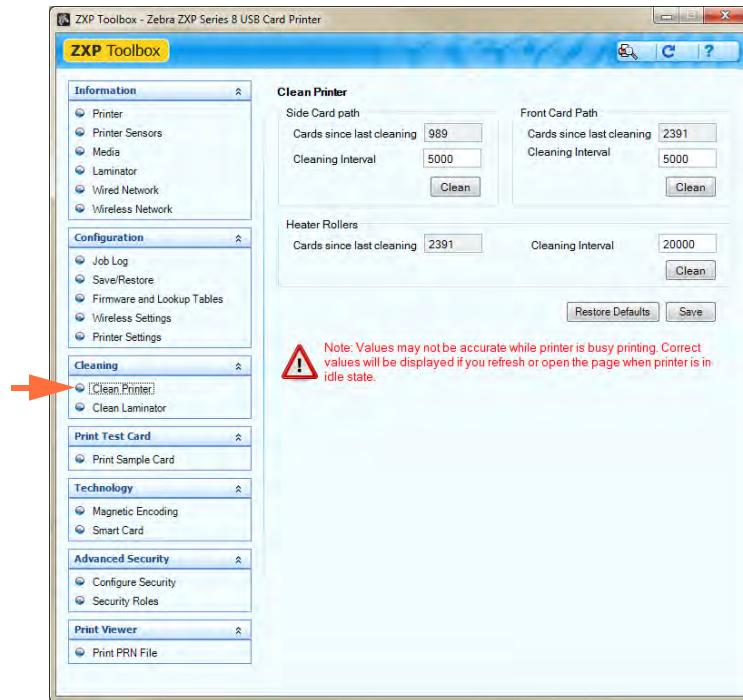 ZXP Toolbox - Zebra ZXP Series 8 USB Card Printer
ZXP Toolbox
?
Information
Printer
Printer Sensors
Media
Laminator
Wired Network
Wireless Network
Configuration
Job Log
Save/Restore
Firmware and Lookup Tables
Wireless Settings
Printer Settings
Cleaning
Clean Printer
Clean Laminator
Print Test Card
Print Sample Card
Technology
Magnetic Encoding
Smart Card
Advanced Security
Configure Security
Security Roles
Print Viewer
Print PRN File
Clean Printer
Side Card path
Cards since last cleaning 989
Cleaning Interval 5000
Clean
Front Card Path
Cards since last cleaning 2391
Cleaning Interval 5000
Clean
Heater Rollers
Cards since last cleaning 2391 Cleaning Interval 20000
Clean
Restore Defaults Save
Note: Values may not be accurate while printer is busy printing. Correct
values will be displayed if you refresh or open the page when printer is in
idle state.